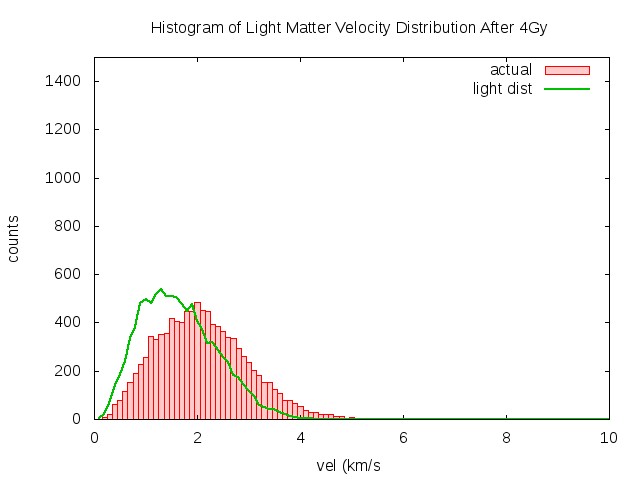 Histogram of Light Matter Velocity Distribution After 4Gy
actual
light dist
1400
1200
1000
800
600
400
200
0
counts
0 2 4 6 8 10
vel (km/s